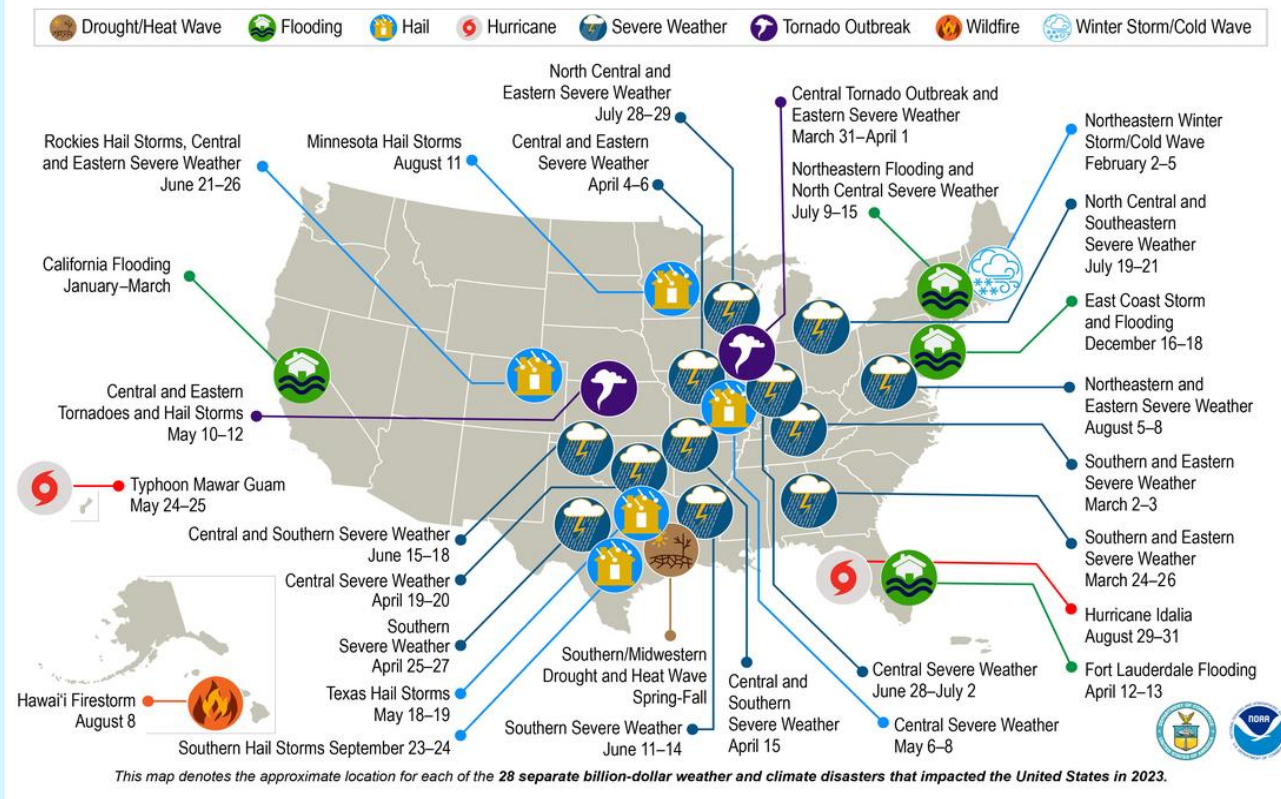 Drought/Heat Wave
Flooding
Hail
Hurricane
Severe Weather
Tornado Outbreak
Wildfire
Winter Storm/Cold Wave
North Central and
Eastern Severe Weather
July 28–29
Central Tornado Outbreak and
Eastern Severe Weather
March 31–April 1
Northeastern Winter
Storm/Cold Wave
February 2–5
Rockies Hail Storms, Central
and Eastern Severe Weather
June 21–26
Minnesota Hail Storms
August 11
Central and Eastern
Severe Weather
April 4–6
Northeastern Flooding and
North Central Severe Weather
July 9–15
North Central and
Southeastern
Severe Weather
July 19–21
California Flooding
January–March
East Coast Storm
and Flooding
December 16–18
Central and Eastern
Tornadoes and Hail Storms
May 10–12
Northeastern and
Eastern Severe Weather
August 5–8
Typhoon Mawar Guam
May 24–25
Southern and Eastern
Severe Weather
March 2–3
Central and Southern Severe Weather
June 15–18
Southern and Eastern
Severe Weather
March 24–26
Central Severe Weather
April 19–20
Hurricane Idalia
August 29–31
Southern
Severe Weather
April 25–27
Southern/Midwestern
Drought and Heat Wave
Spring-Fall
Central and
Southern
Severe Weather
April 15
Central Severe Weather
June 28–July 2
Fort Lauderdale Flooding
April 12–13
Hawai‘i Firestorm
August 8
Texas Hail Storms
May 18–19
Southern Severe Weather
June 11–14
Central Severe Weather
May 6–8
Southern Hail Storms September 23–24
NOAA
This map denotes the approximate location for each of the 28 separate billion-dollar weather and climate disasters that impacted the United States in 2023.